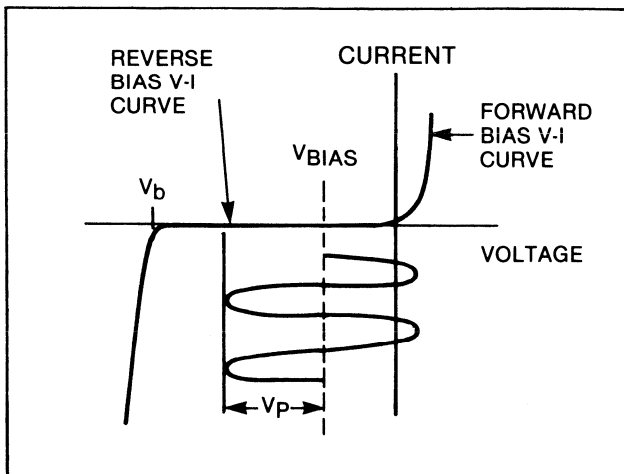 REVERSE
BIAS V-I
CURVE
CURRENT
FORWARD
BIAS V-I
CURVE
VBIAS
Vb
VOLTAGE
VP